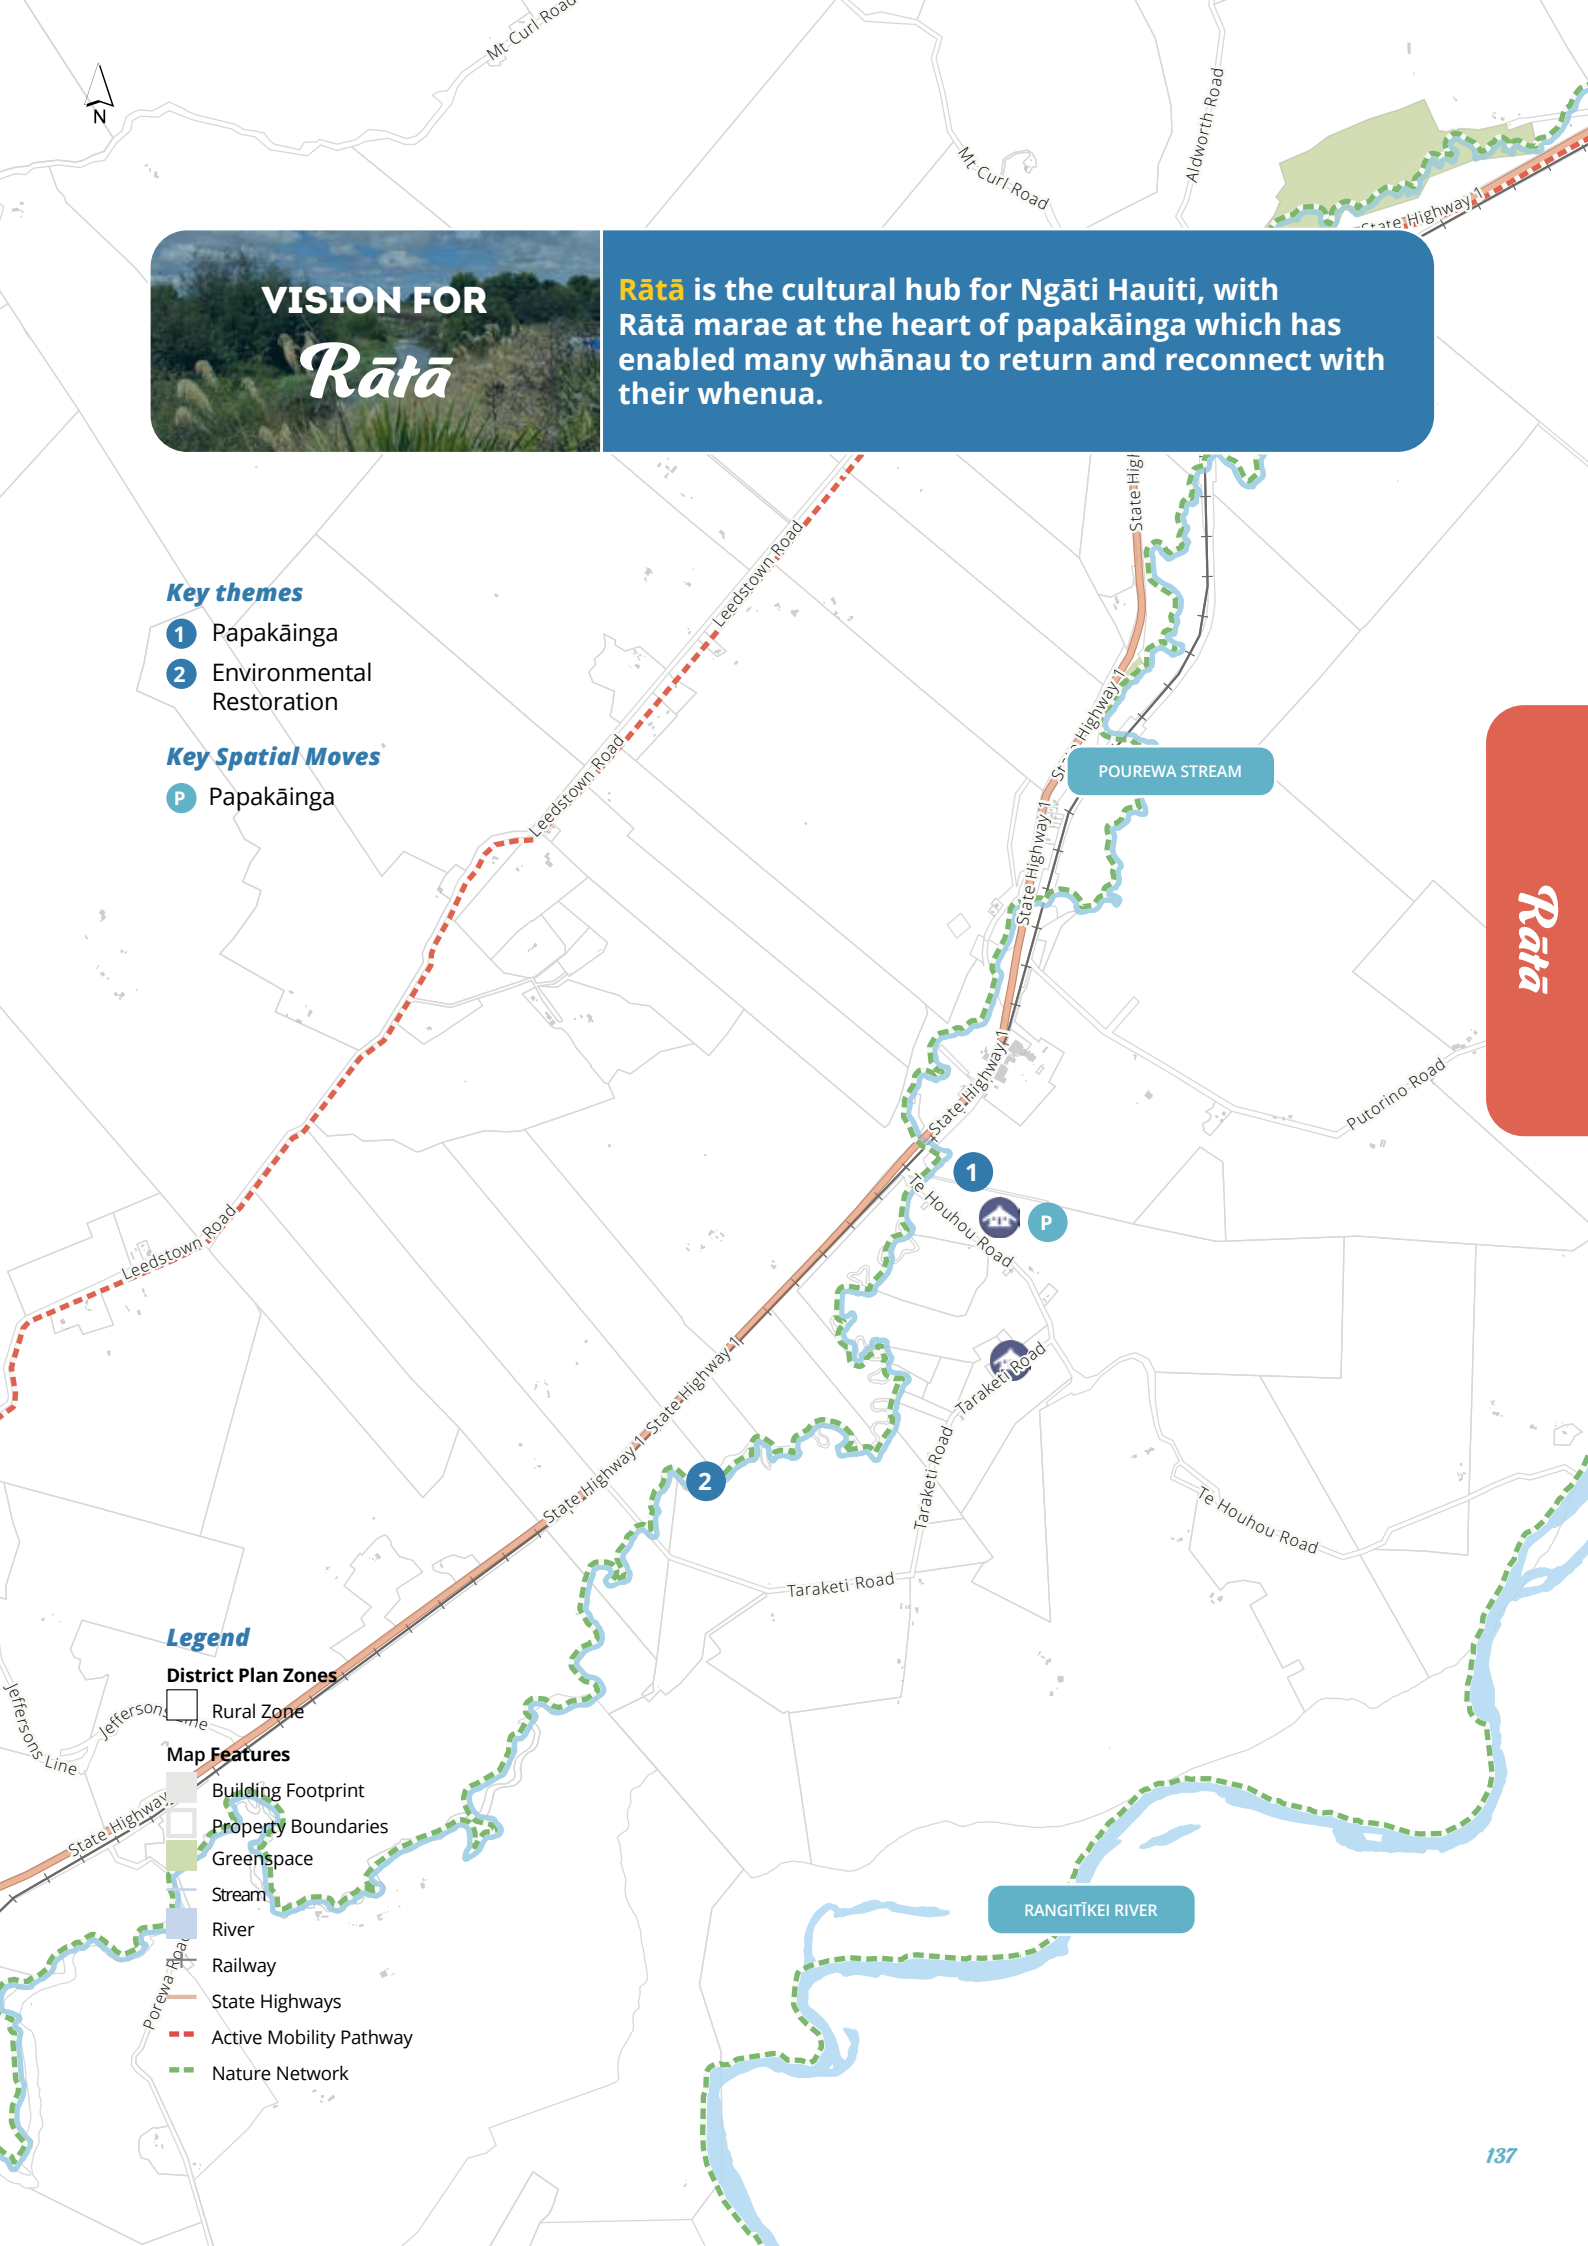 Mt Curl Road
N
Mt Curl Road
Aldworth Road
State Highway 1
VISION FOR
Rātā
Rātā is the cultural hub for Ngāti Hauiti, with
Rātā marae at the heart of papakāinga which has
enabled many whānau to return and reconnect with
their whenua.
State High
Leedstown Road
Key themes
1 Papakāinga
2 Environmental
Restoration
Key Spatial Moves
P Papakāinga
State Highway 1
Leedstown Road
POUREWA STREAM
State Highway 1
Rātā
State Highway 1
Putorino Road
1
Te Houhou Road
P
Leedstown Road
State Highway 1
Taraketi Road
State Highway 1
2
Taraketi Road
Te Houhou Road
Taraketi Road
Legend
District Plan Zones
Rural Zone
Jeffersons Line
Jeffersons Line
Map Features
Building Footprint
Property Boundaries
State Highway
Greenspace
Stream
River
Railway
Porewa Road
State Highways
Active Mobility Pathway
Nature Network
RANGITĪKEI RIVER
137